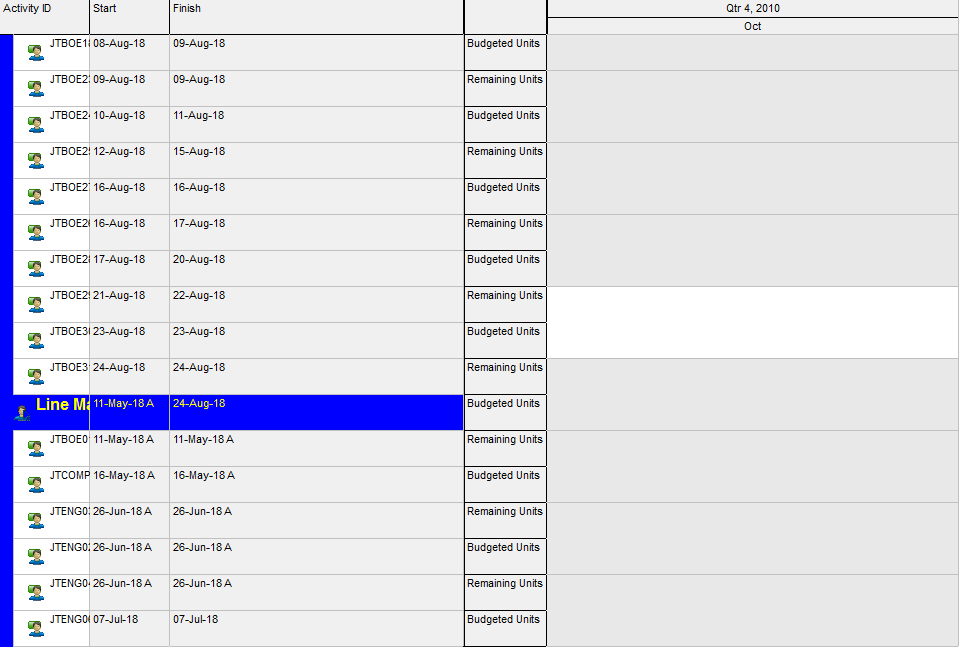 Activity ID Start Finish Qtr 4, 2010
Oct
JTBOE18 08-Aug-18 09-Aug-18 Budgeted Units
JTBOE2 09-Aug-18 09-Aug-18 Remaining Units
JTBOE24 10-Aug-18 11-Aug-18 Budgeted Units
JTBOE2 12-Aug-18 15-Aug-18 Remaining Units
JTBOE27 16-Aug-18 16-Aug-18 Budgeted Units
JTBOE2 16-Aug-18 17-Aug-18 Remaining Units
JTBOE2 17-Aug-18 20-Aug-18 Budgeted Units
JTBOE2 21-Aug-18 22-Aug-18 Remaining Units
JTBOE3 23-Aug-18 23-Aug-18 Budgeted Units
JTBOE3 24-Aug-18 24-Aug-18 Remaining Units
Line Ma 11-May-18 A 24-Aug-18 Budgeted Units
JTBOE0 11-May-18 A 11-May-18 A Remaining Units
JTCOMP 16-May-18 A 16-May-18 A Budgeted Units
JTENG0 26-Jun-18 A 26-Jun-18 A Remaining Units
JTENG0 26-Jun-18 A 26-Jun-18 A Budgeted Units
JTENG0 26-Jun-18 A 26-Jun-18 A Remaining Units
JTENG0 07-Jul-18 07-Jul-18 Budgeted Units